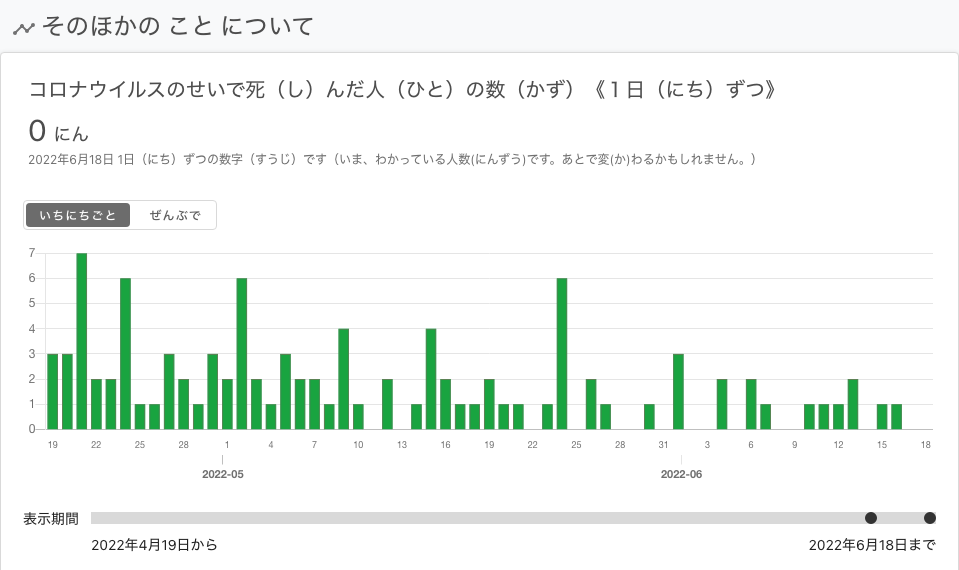 そのほかの こと について
コロナウイルスのせいで死（し）んだ人（ひと）の数（かず）《１日（にち）ずつ》
0 にん
2022年6月18日 1日（にち）ずつの数字（すうじ）です（いま、わかっている人数(にんずう)です。あとで変(か)わるかもしれません。）
いちにちごと ぜんぶで
7
6
5
4
3
2
1
0
19 22 25 28 1 4 7 10 13 16 19 22 25 28 31 3 6 9 12 15 18
2022-05 2022-06
表示期間
2022年4月19日から 2022年6月18日まで